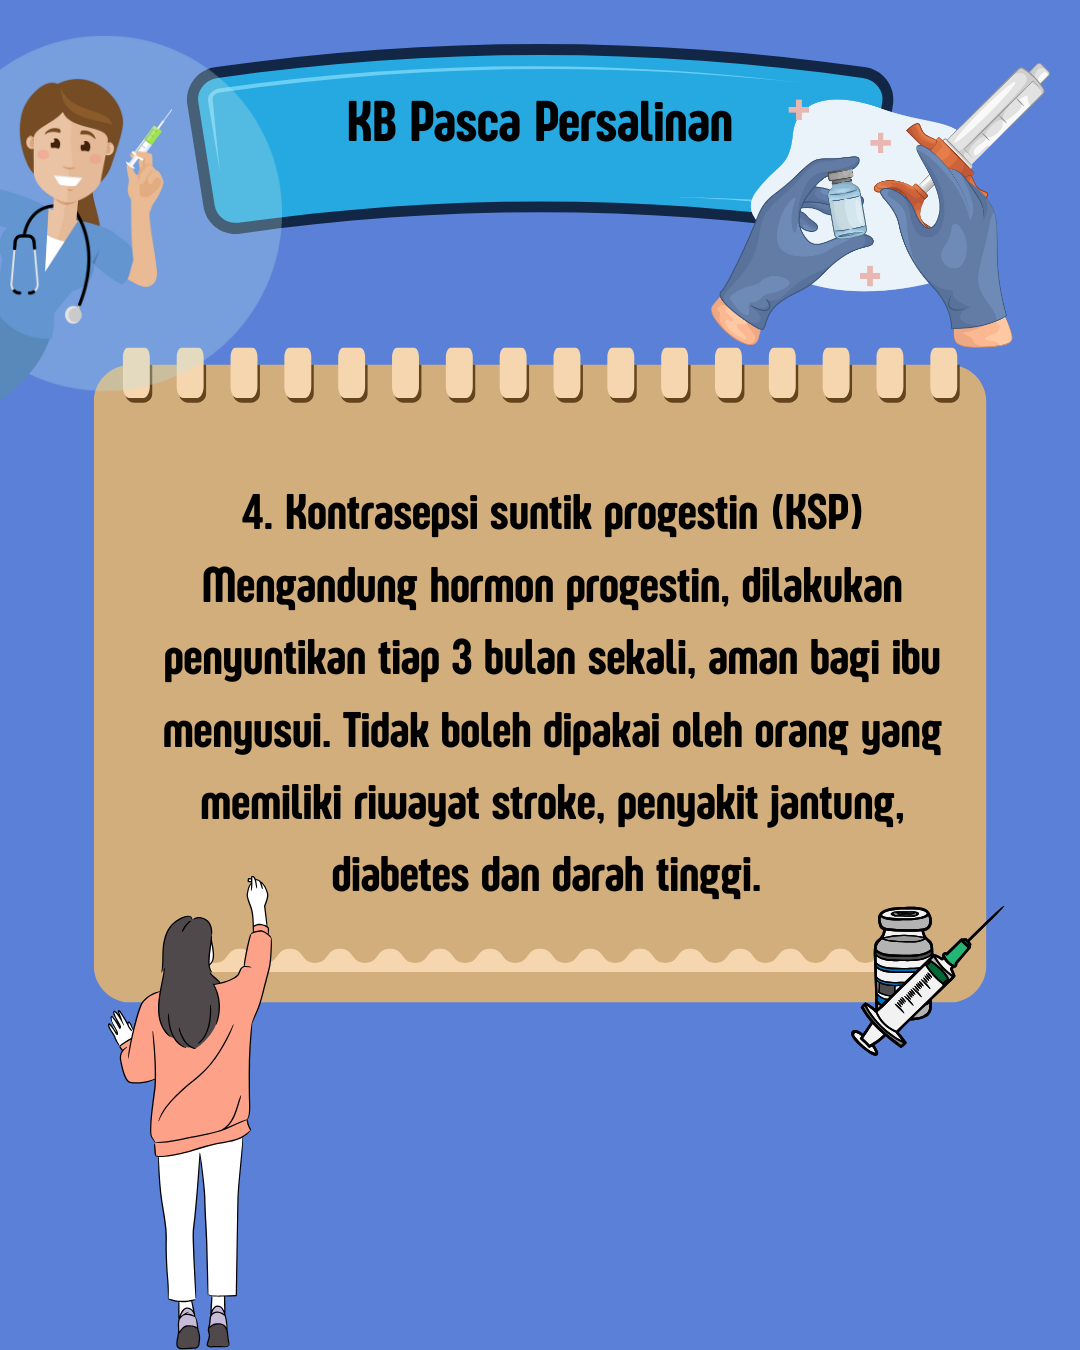 KB Pasca Persalinan
4. Kontrasepsi suntik progestin (KSP)
Mengandung hormon progestin, dilakukan
penyuntikan tiap 3 bulan sekali, aman bagi ibu
menyusui. Tidak boleh dipakai oleh orang yang
memiliki riwayat stroke, penyakit jantung,
diabetes dan darah tinggi.